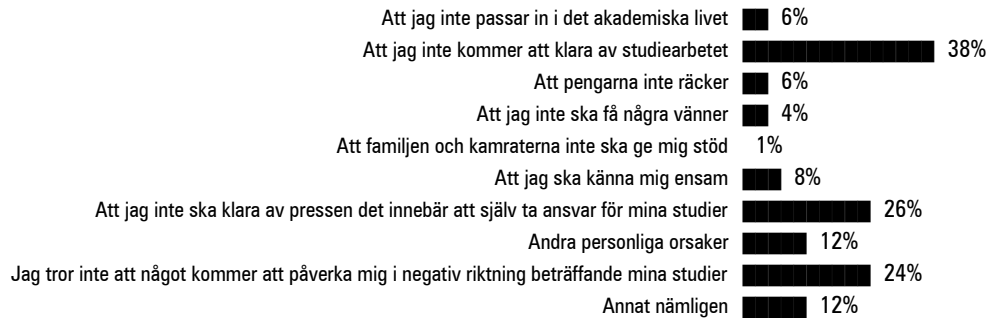 Att jag inte passar in i det akademiska livet 6%
Att jag inte kommer att klara av studiearbetet 38%
Att pengarna inte räcker 6%
Att jag inte ska få några vänner 4%
Att familjen och kamraterna inte ska ge mig stöd 1%
Att jag ska känna mig ensam 8%
Att jag inte ska klara av pressen det innebär att själv ta ansvar för mina studier 26%
Andra personliga orsaker 12%
Jag tror inte att något kommer att påverka mig i negativ riktning beträffande mina studier 24%
Annat nämligen 12%